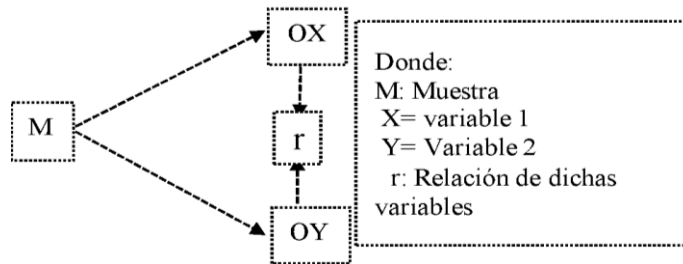 OX
M
r
OY
Donde:
M: Muestra
X= variable 1
Y= Variable 2
r: Relación de dichas
variables